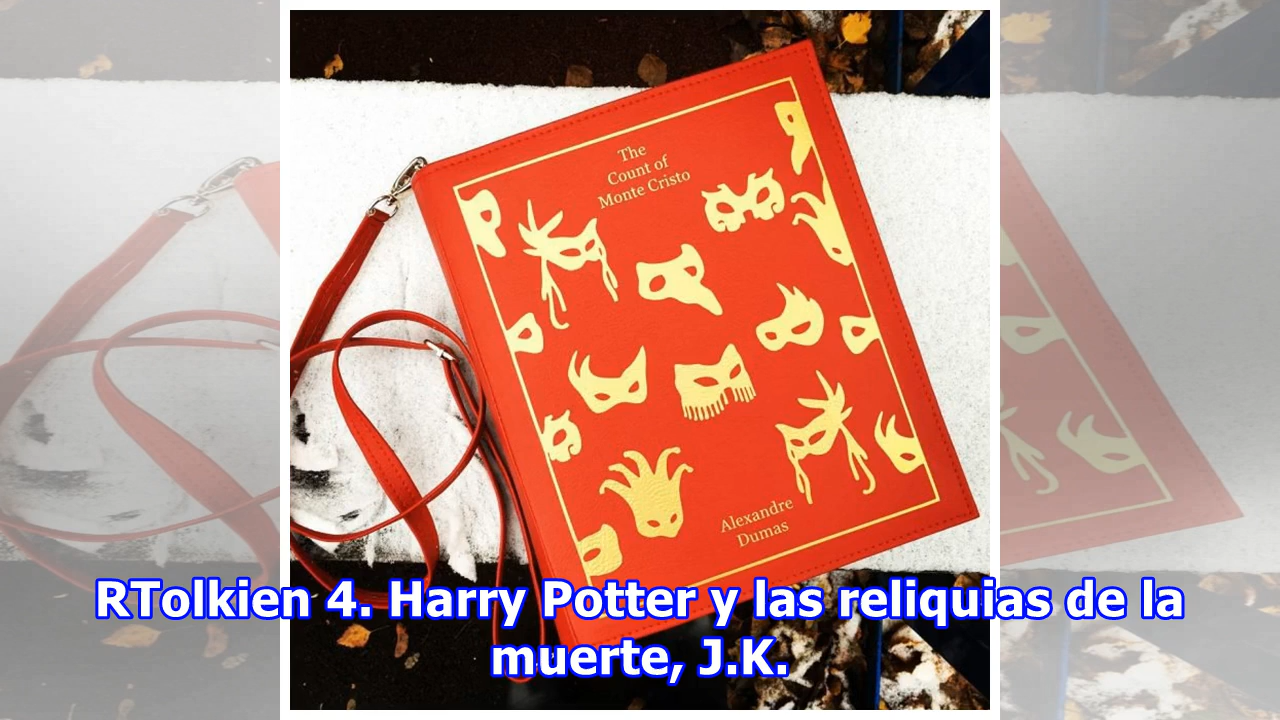 The
Count of
Monte Cristo
Alexandre
Dumas
RTolkien 4. Harry Potter y las reliquias de la
muerte, J.K.